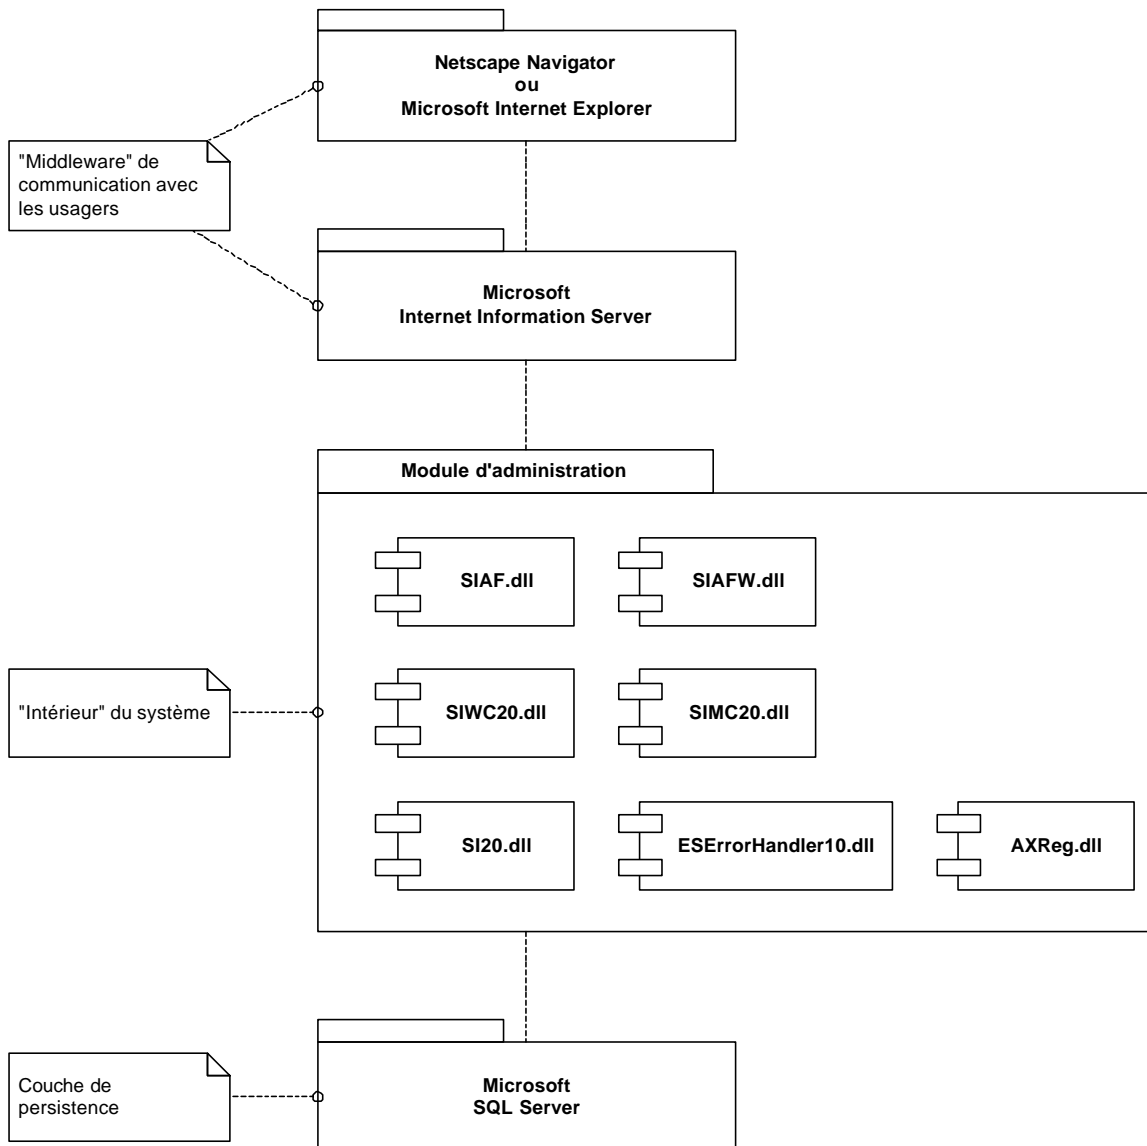 Netscape Navigator
ou
Microsoft Internet Explorer
"Middleware" de
communication avec
les usagers
Microsoft
Internet Information Server
Module d'administration
SIAF.dll
SIAFW.dll
"Intérieur" du système
SIWC20.dll
SIMC20.dll
SI20.dll
ESErrorHandler10.dll
AXReg.dll
Couche de
persistence
Microsoft
SQL Server